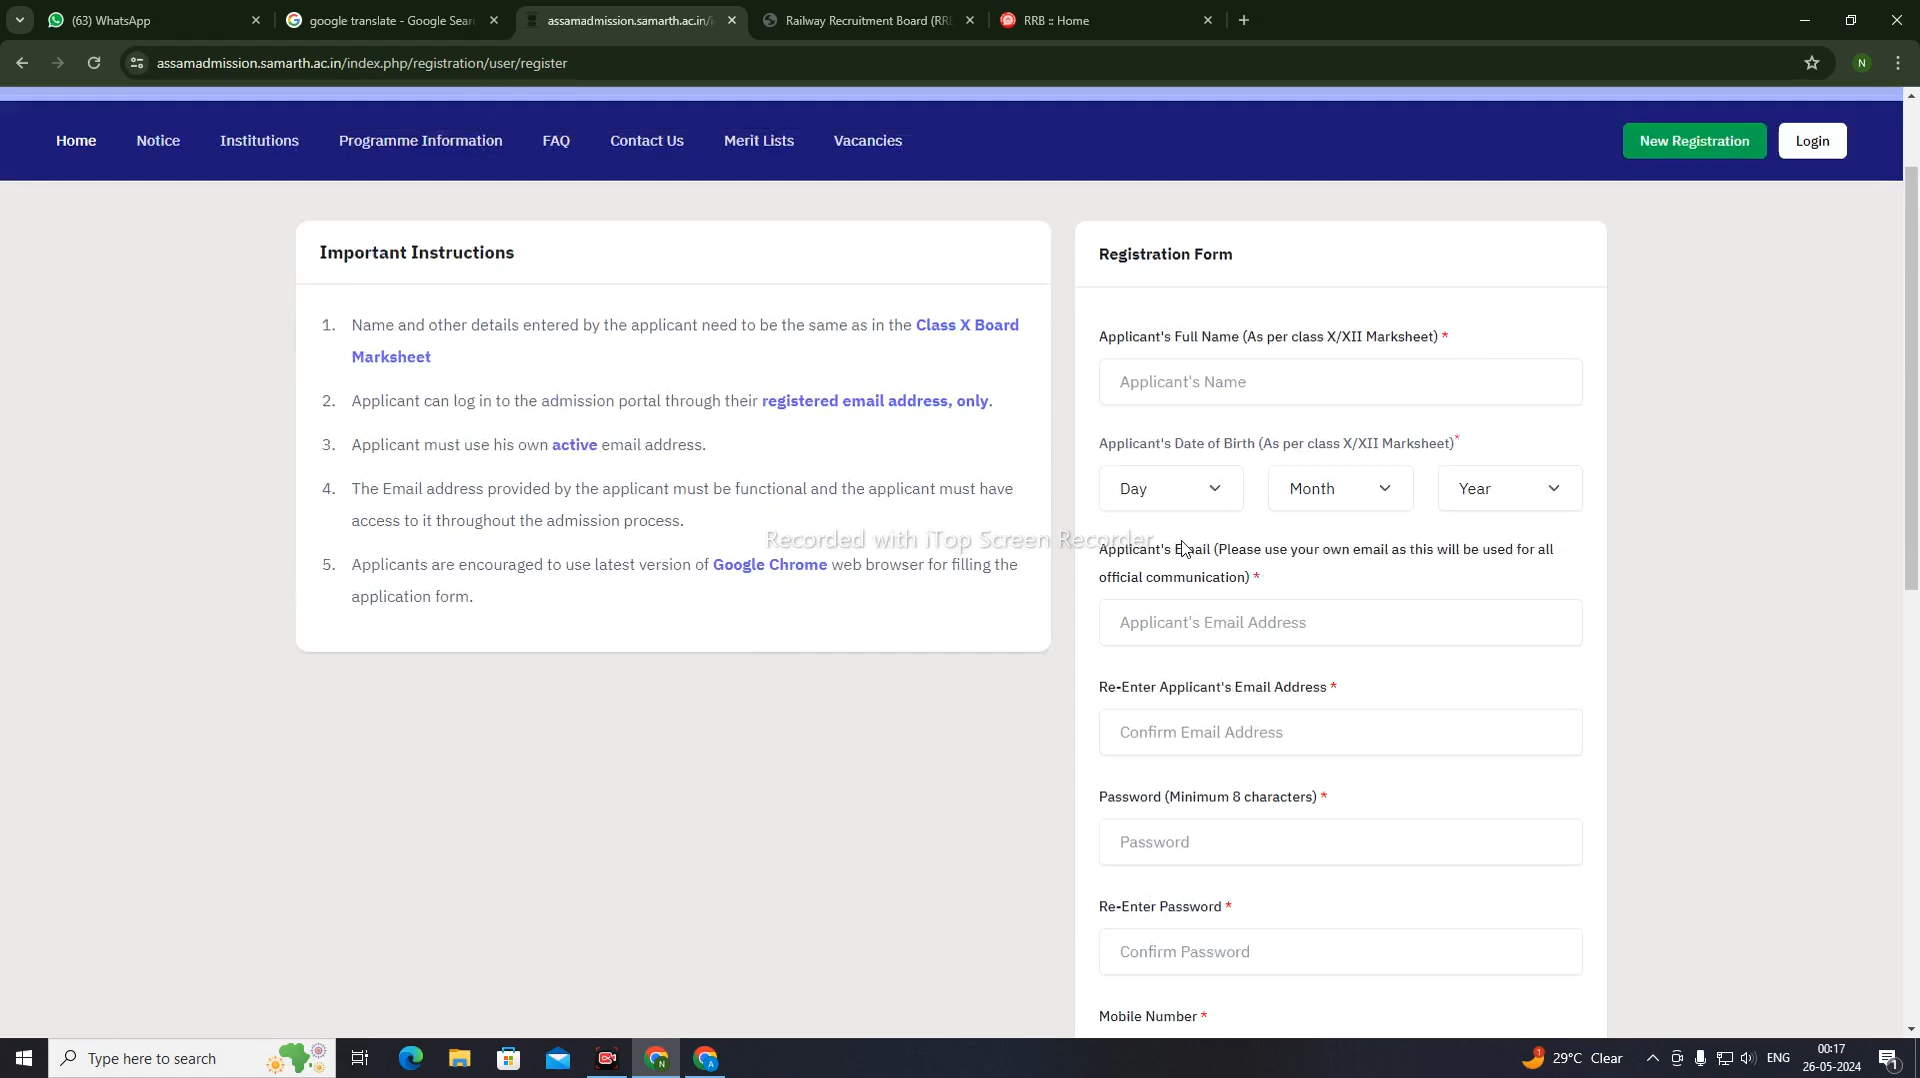 (63) WhatsApp
google translate - Google Sear
assamadmission.samarth.ac.in/i
Railway Recruitment Board (RRB
RRB :: Home
assamadmission.samarth.ac.in/index.php/registration/user/register
N
Home
Notice
Institutions
Programme Information
FAQ
Contact Us
Merit Lists
Vacancies
New Registration
Login
Important Instructions
1. Name and other details entered by the applicant need to be the same as in the Class X Board
Marksheet
2. Applicant can log in to the admission portal through their registered email address, only.
3. Applicant must use his own active email address.
4. The Email address provided by the applicant must be functional and the applicant must have
access to it throughout the admission process.
5. Applicants are encouraged to use latest version of Google Chrome web browser for filling the
application form.
Registration Form
Applicant's Full Name (As per class X/XII Marksheet) *
Applicant's Name
Applicant's Date of Birth (As per class X/XII Marksheet)*
Day
Month
Year
Recorded with iTop Screen Recorder
Applicant's Email (Please use your own email as this will be used for all
official communication) *
Applicant's Email Address
Re-Enter Applicant's Email Address *
Confirm Email Address
Password (Minimum 8 characters) *
Password
Re-Enter Password *
Confirm Password
Mobile Number *
Type here to search
29°C Clear
ENG
00:17
26-05-2024